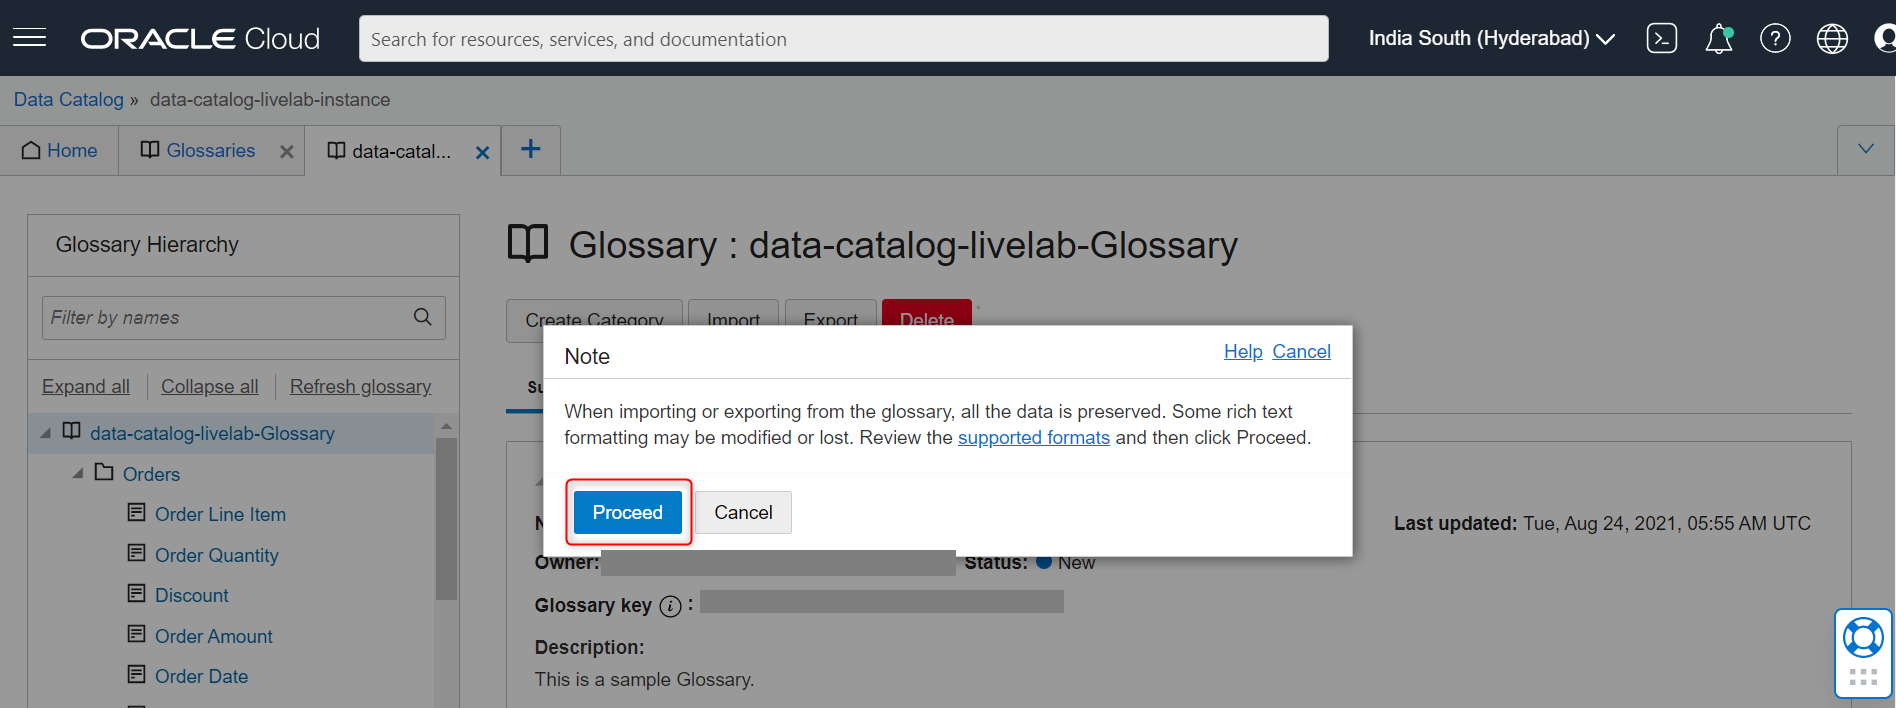 ORACLE Cloud
Search for resources, services, and documentation
India South (Hyderabad)
Data Catalog » data-catalog-livelab-instance
Home
Glossaries
data-catal...
Glossary Hierarchy
Filter by names
Expand all
Collapse all
Refresh glossary
data-catalog-livelab-Glossary
Orders
Order Line Item
Order Quantity
Discount
Order Amount
Order Date
Glossary : data-catalog-livelab-Glossary
Create Category
Import
Export
Delete
Note
Help Cancel
When importing or exporting from the glossary, all the data is preserved. Some rich text
formatting may be modified or lost. Review the supported formats and then click Proceed.
Proceed
Cancel
Last updated: Tue, Aug 24, 2021, 05:55 AM UTC
Owner:
Status: New
Glossary key i :
Description:
This is a sample Glossary.